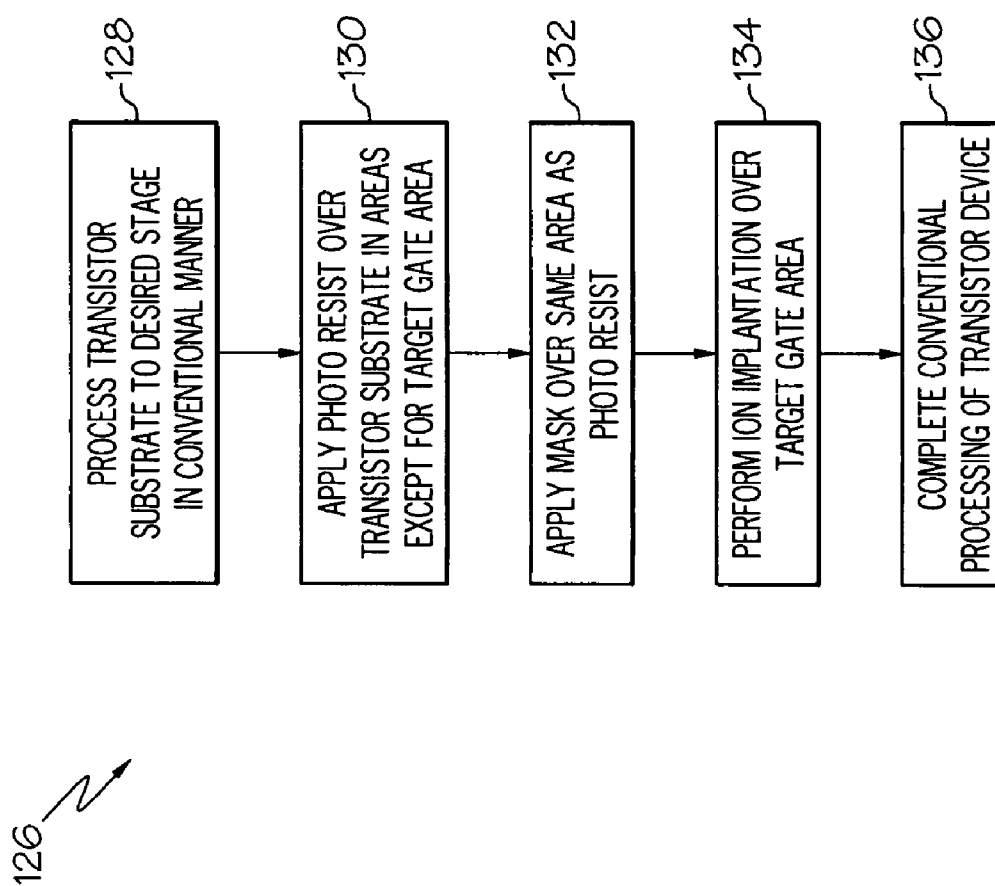 126
PROCESS TRANSISTOR
SUBSTRATE TO DESIRED STAGE
IN CONVENTIONAL MANNER
128
APPLY PHOTO RESIST OVER
TRANSISTOR SUBSTRATE IN AREAS
EXCEPT FOR TARGET GATE AREA
130
APPLY MASK OVER SAME AREA AS
PHOTO RESIST
132
PERFORM ION IMPLANTATION OVER
TARGET GATE AREA
134
COMPLETE CONVENTIONAL
PROCESSING OF TRANSISTOR DEVICE
136